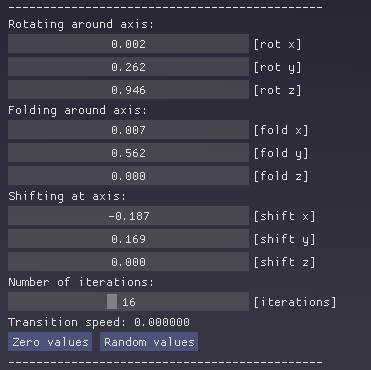 ---------------------------------------------
Rotating around axis:
0.002 [rot x]
0.262 [rot y]
0.946 [rot z]
Folding around axis:
0.007 [fold x]
0.562 [fold y]
0.000 [fold z]
Shifting at axis:
-0.187 [shift x]
0.169 [shift y]
0.000 [shift z]
Number of iterations:
16 [iterations]
Transition speed: 0.000000
Zero values Random values
---------------------------------------------